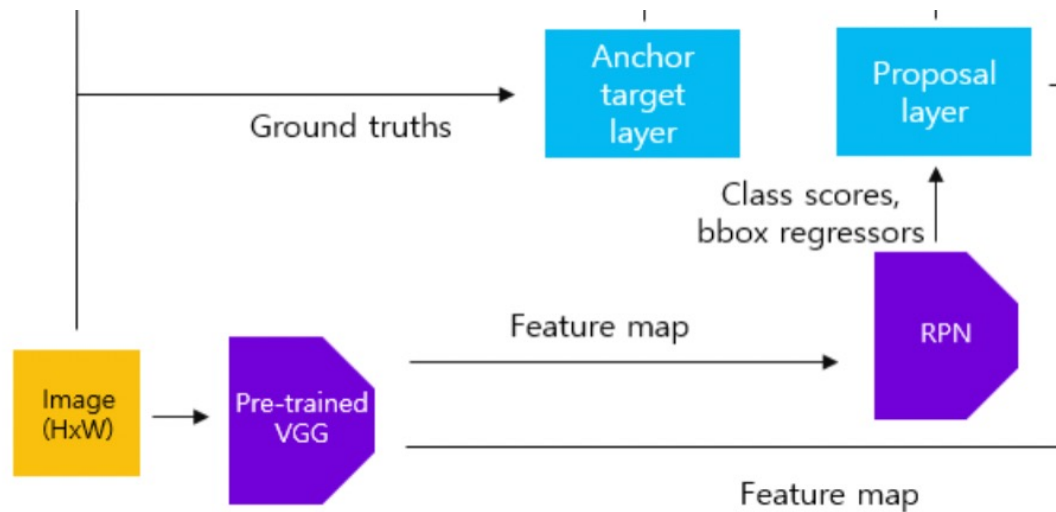 Anchor
target
layer
Proposal
layer
Ground truths
Class scores,
bbox regressors
Feature map
RPN
Image
(HxW)
Pre-trained
VGG
Feature map